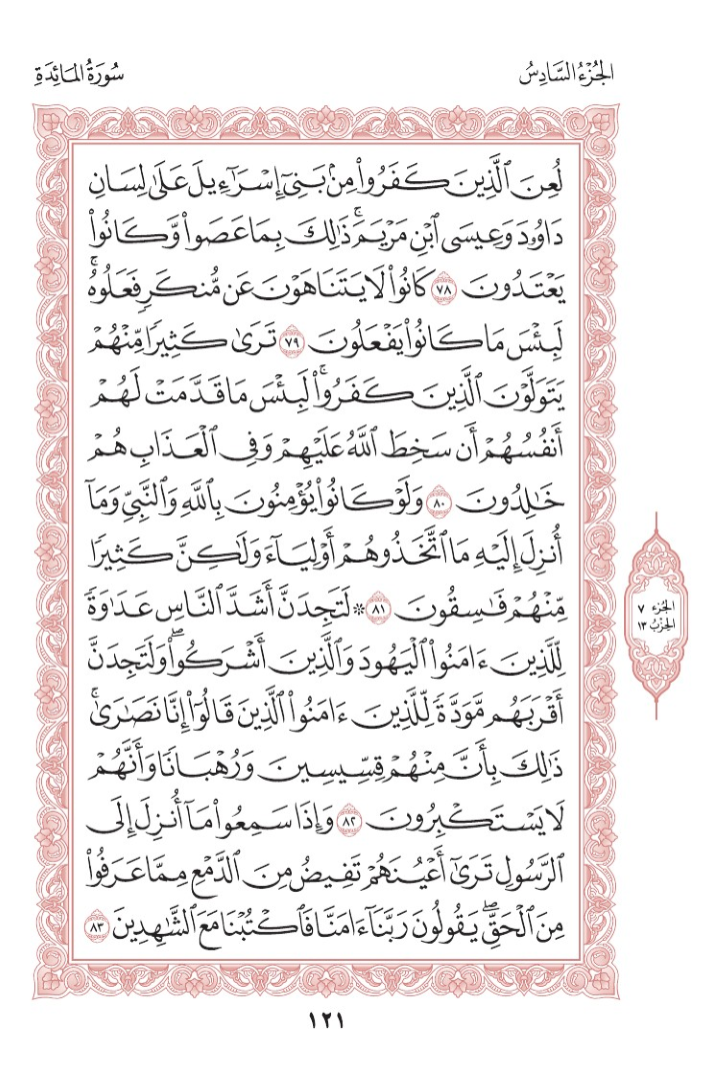 الجُزْءُ السَّادِسُ
سُورَةُ المَائِدَةِ
لُعِنَ ٱلَّذِينَ كَفَرُواْ مِنۢ بَنِيٓ إِسۡرَٰٓءِيلَ عَلَىٰ لِسَانِ
دَاوُۥدَ وَعِيسَى ٱبۡنِ مَرۡيَمَۚ ذَٰلِكَ بِمَا عَصَواْ وَّكَانُواْ
يَعۡتَدُونَ ٧٨ كَانُواْ لَا يَتَنَاهَوۡنَ عَن مُّنكَرٖ فَعَلُوهُۚ
لَبِئۡسَ مَا كَانُواْ يَفۡعَلُونَ ٧٩ تَرَىٰ كَثِيرٗا مِّنۡهُمۡ
يَتَوَلَّوۡنَ ٱلَّذِينَ كَفَرُواْۚ لَبِئۡسَ مَا قَدَّمَتۡ لَهُمۡ
أَنفُسُهُمۡ أَن سَخِطَ ٱللَّهُ عَلَيۡهِمۡ وَفِي ٱلۡعَذَابِ هُمۡ
خَٰلِدُونَ ٨٠ وَلَوۡ كَانُواْ يُؤۡمِنُونَ بِٱللَّهِ وَٱلنَّبِيِّ وَمَآ
أُنزِلَ إِلَيۡهِ مَا ٱتَّخَذُوهُمۡ أَوۡلِيَآءَ وَلَٰكِنَّ كَثِيرٗا
مِّنۡهُمۡ فَٰسِقُونَ ٨١ ۞ لَتَجِدَنَّ أَشَدَّ ٱلنَّاسِ عَدَٰوَةٗ
لِّلَّذِينَ ءَامَنُواْ ٱلۡيَهُودَ وَٱلَّذِينَ أَشۡرَكُواْۖ وَلَتَجِدَنَّ
أَقۡرَبَهُم مَّوَدَّةٗ لِّلَّذِينَ ءَامَنُواْ ٱلَّذِينَ قَالُوٓاْ إِنَّا نَصَٰرَىٰۚ
ذَٰلِكَ بِأَنَّ مِنۡهُمۡ قِسِّيسِينَ وَرُهۡبَانٗا وَأَنَّهُمۡ
لَا يَسۡتَكۡبِرُونَ ٨٢ وَإِذَا سَمِعُواْ مَآ أُنزِلَ إِلَى
ٱلرَّسُولِ تَرَىٰٓ أَعۡيُنَهُمۡ تَفِيضُ مِنَ ٱلدَّمۡعِ مِمَّا عَرَفُواْ
مِنَ ٱلۡحَقِّۖ يَقُولُونَ رَبَّنَآ ءَامَنَّا فَٱكۡتُبۡنَا مَعَ ٱلشَّٰهِدِينَ ٨٣
الجُزْء ٧
الحِزْبُ ١٣
١٢١